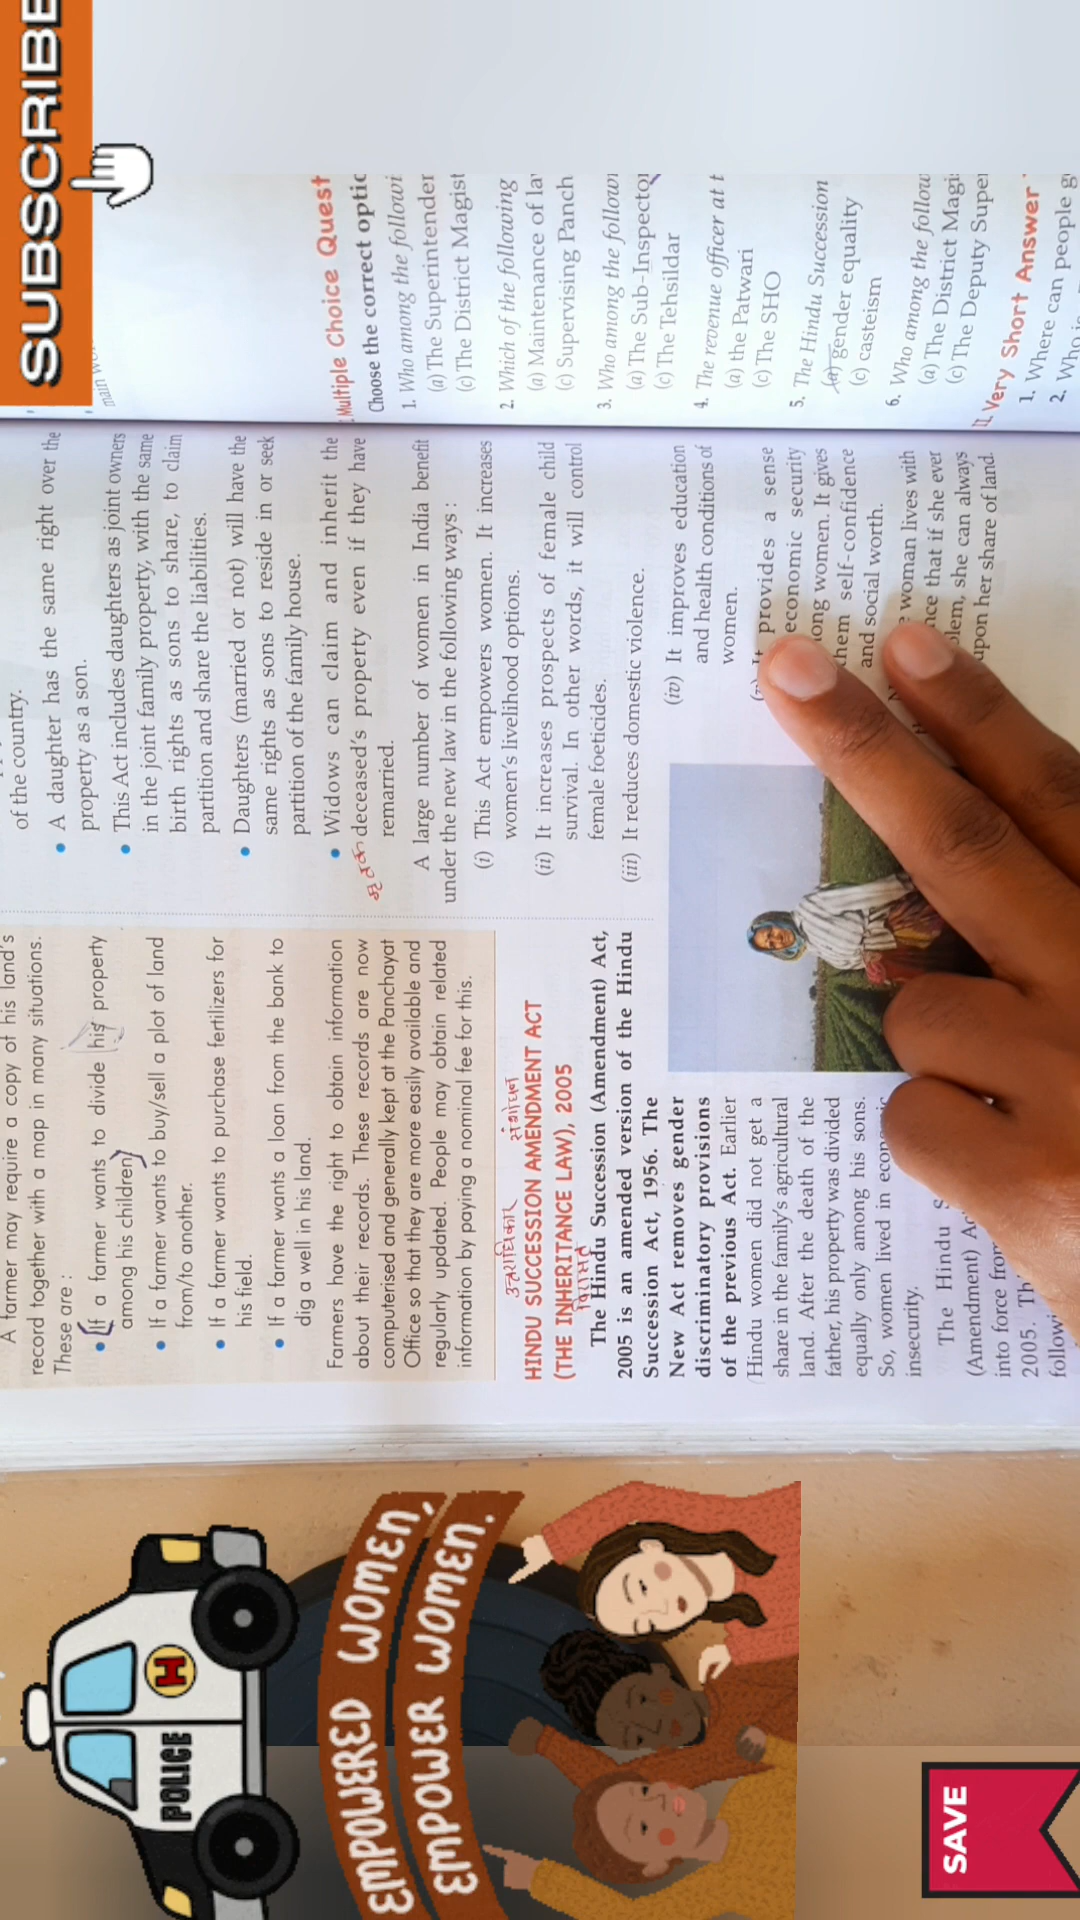 SUBSCRIBE
A farmer may require a copy of his land's
record together with a map in many situations.
These are :
• If a farmer wants to divide his property
among his children
• If a farmer wants to buy/sell a plot of land
from/to another.
• If a farmer wants to purchase fertilizers for
his field.
• If a farmer wants a loan from the bank to
dig a well in his land.
Farmers have the right to obtain information
about their records. These records are now
computerised and generally kept at the Panchayat
Office so that they are more easily available and
regularly updated. People may obtain related
information by paying a nominal fee for this.
उत्तराधिकार संशोधन
HINDU SUCCESSION AMENDMENT ACT
(THE INHERITANCE LAW), 2005
विरासत
The Hindu Succession (Amendment) Act,
2005 is an amended version of the Hindu
Succession Act, 1956. The
New Act removes gender
discriminatory provisions
of the previous Act. Earlier
Hindu women did not get a
share in the family's agricultural
land. After the death of the
father, his property was divided
equally only among his sons.
So, women lived in economic
insecurity.
The Hindu
(Amendment)
into force from
2005.
of the country.
• A daughter has the same right over the
property as a son.
• This Act includes daughters as joint owners
in the joint family property, with the same
birth rights as sons to share, to claim
partition and share the liabilities.
• Daughters (married or not) will have the
same rights as sons to reside in or seek
partition of the family house.
• Widows can claim and inherit the
मृतक deceased's property even if they have
remarried.
A large number of women in India benefit
under the new law in the following ways :
(i) This Act empowers women. It increases
women's livelihood options.
(ii) It increases prospects of female child
survival. In other words, it will control
female foeticides.
(iii) It reduces domestic violence.
(iv) It improves education
and health conditions of
women.
provides a sense
economic security
women. It gives
them self-confidence
and social worth.
woman lives with
that if she ever
she can always
upon her share of land.
main
Multiple Choice Quest
Choose the correct optio
1. Who among the followi
(a) The Superintender
(c) The District Magist
2. Which of the following
(a) Maintenance of la
(c) Supervising Panch
3. Who among the follow
(a) The Sub-Inspector
(c) The Tehsildar
4. The revenue officer at t
(a) the Patwari
(c) The SHO
5. The Hindu Succession
(a) gender equality
(c) casteism
6. Who among the follow
(a) The District Magi
(c) The Deputy Super
II. Very Short Answer
1. Where can people g
2. Who
POLICE
H
EMPOWERED WOMEN,
EMPOWER WOMEN.
SAVE